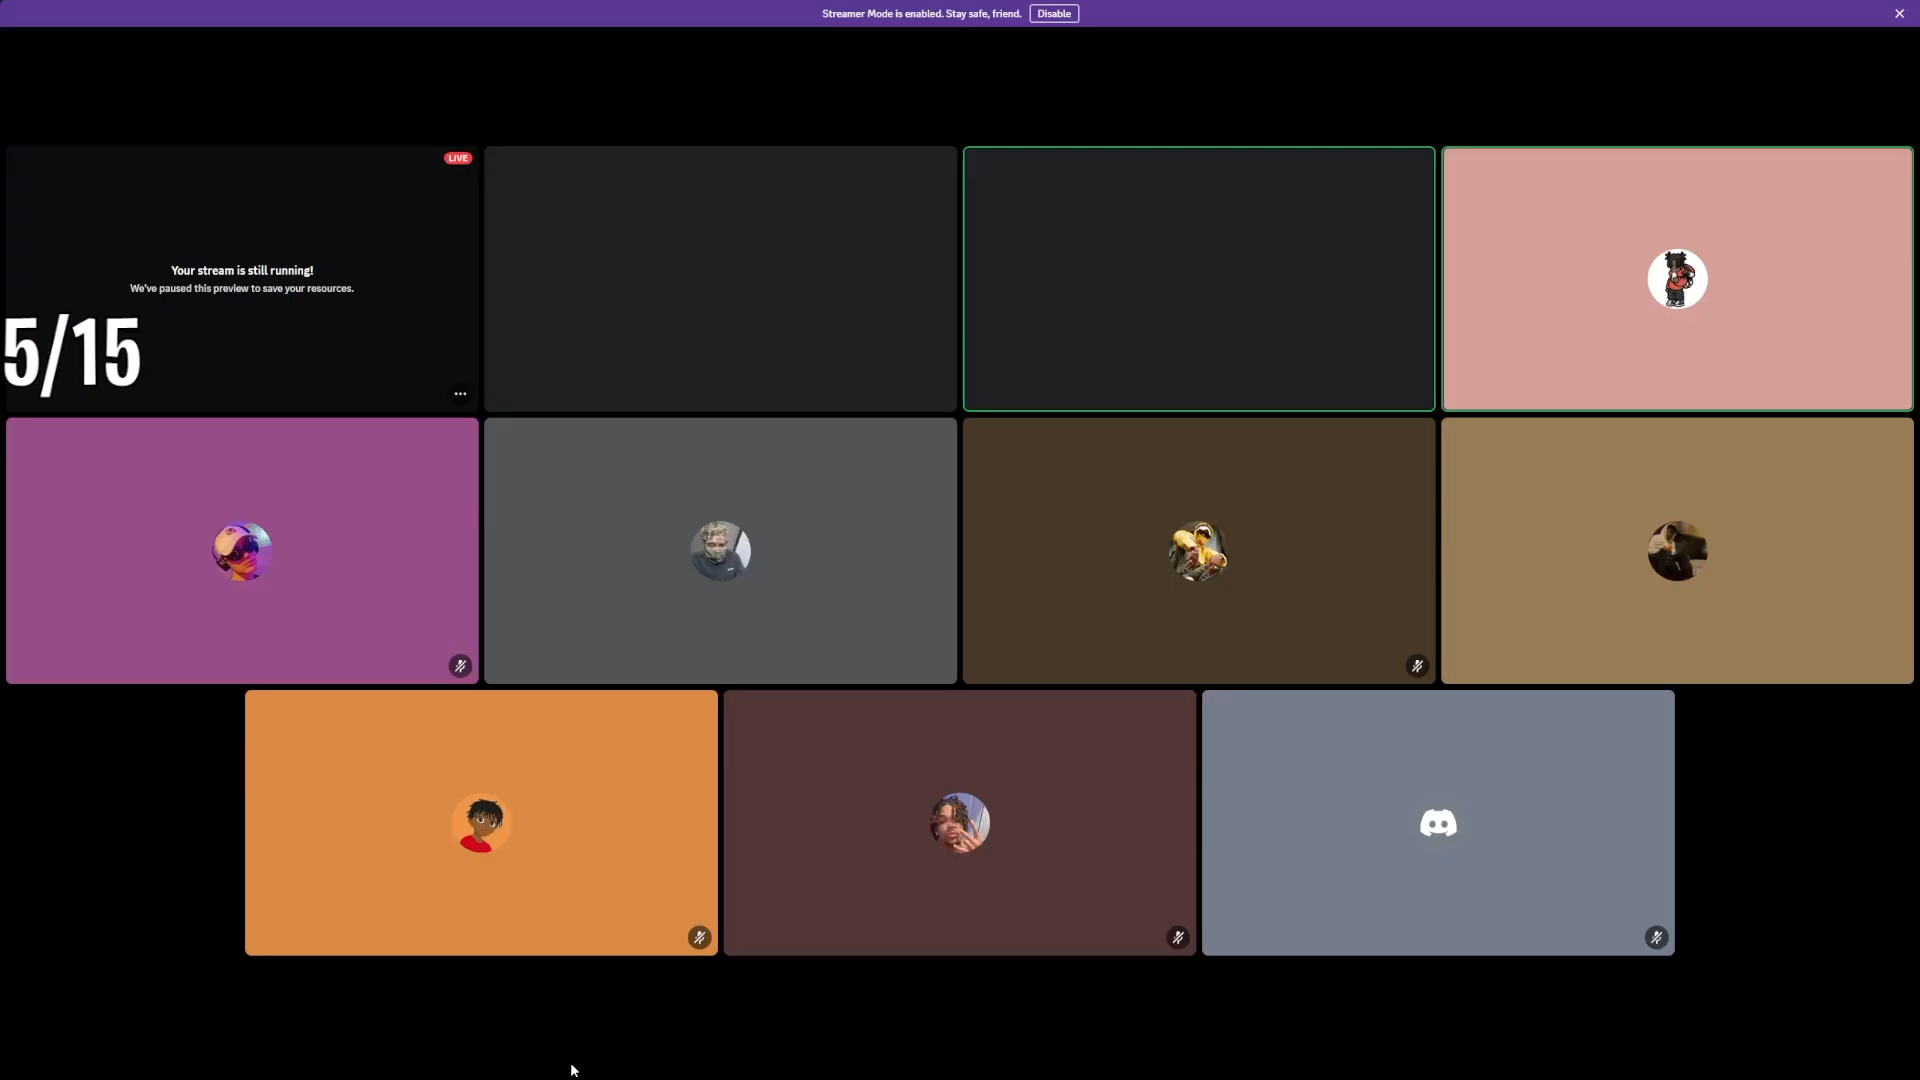 Streamer Mode is enabled. Stay safe, friend. Disable
LIVE
Your stream is still running!
We've paused this preview to save your resources.
5/15